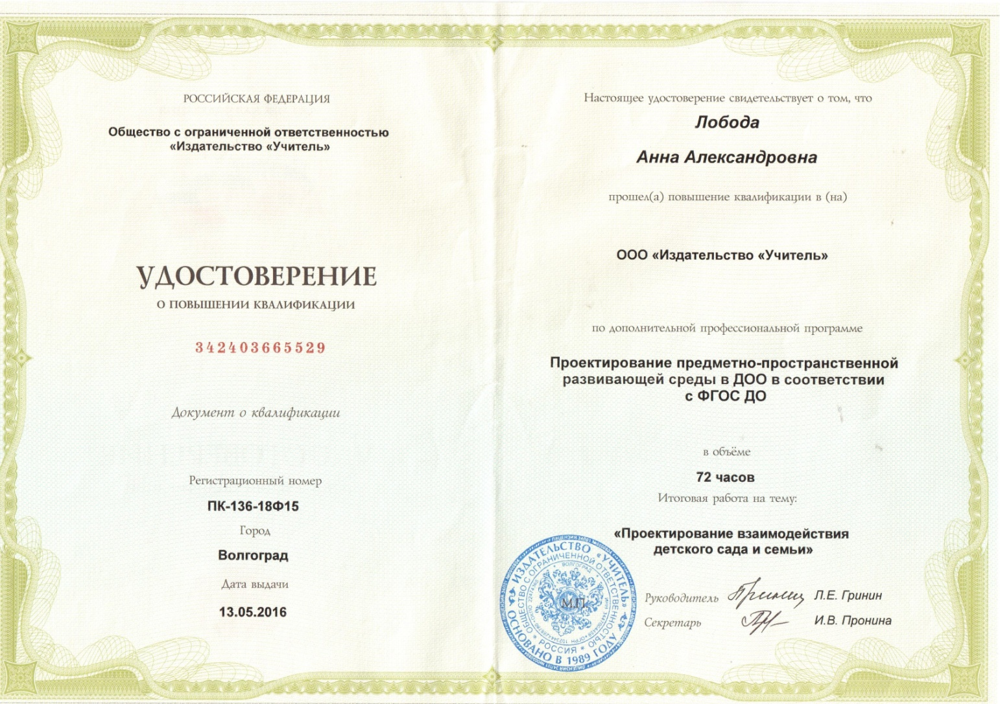 РОССИЙСКАЯ ФЕДЕРАЦИЯ
Общество с ограниченной ответственностью
«Издательство «Учитель»
УДОСТОВЕРЕНИЕ
О ПОВЫШЕНИИ КВАЛИФИКАЦИИ
342403665529
Документ о квалификации
Регистрационный номер
ПК-136-18Ф15
Город
Волгоград
Дата выдачи
13.05.2016
Настоящее удостоверение свидетельствует о том, что
Лобода
Анна Александровна
прошел(а) повышение квалификации в (на)
ООО «Издательство «Учитель»
по дополнительной профессиональной программе
Проектирование предметно-пространственной
развивающей среды в ДОО в соответствии
с ФГОС ДО
в объёме
72 часов
Итоговая работа на тему:
«Проектирование взаимодействия
детского сада и семьи»
Руководитель Л.Е. Гринин
Секретарь И.В. Пронина
М.П.
ИЗДАТЕЛЬСТВО «УЧИТЕЛЬ»
ОСНОВАНО В 1989 ГОДУ
ОБЩЕСТВО С ОГРАНИЧЕННОЙ ОТВЕТСТВЕННОСТЬЮ
РОССИЯ
ВОЛГОГРАД